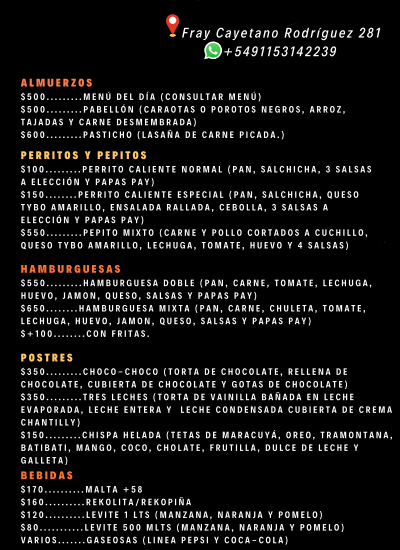 Fray Cayetano Rodríguez 281
+5491153142239
ALMUERZOS
$500.........MENÚ DEL DÍA (CONSULTAR MENÚ)
$500.........PABELLÓN (CARAOTAS O POROTOS NEGROS, ARROZ,
TAJADAS Y CARNE DESMEMBRADA)
$600.........PASTICHO (LASAÑA DE CARNE PICADA.)
PERRITOS Y PEPITOS
$100.........PERRITO CALIENTE NORMAL (PAN, SALCHICHA, 3 SALSAS
A ELECCIÓN Y PAPAS PAY)
$150........PERRITO CALIENTE ESPECIAL (PAN, SALCHICHA, QUESO
TYBO AMARILLO, ENSALADA RALLADA, CEBOLLA, 3 SALSAS A
ELECCIÓN Y PAPAS PAY)
$550.........PEPITO MIXTO (CARNE Y POLLO CORTADOS A CUCHILLO,
QUESO TYBO AMARILLO, LECHUGA, TOMATE, HUEVO Y 4 SALSAS)
HAMBURGUESAS
$550.........HAMBURGUESA DOBLE (PAN, CARNE, TOMATE, LECHUGA,
HUEVO, JAMON, QUESO, SALSAS Y PAPAS PAY)
$650........HAMBURGUESA MIXTA (PAN, CARNE, CHULETA, TOMATE,
LECHUGA, HUEVO, JAMON, QUESO, SALSAS Y PAPAS PAY)
$+100........CON FRITAS.
POSTRES
$350.........CHOCO-CHOCO (TORTA DE CHOCOLATE, RELLENA DE
CHOCOLATE, CUBIERTA DE CHOCOLATE Y GOTAS DE CHOCOLATE)
$350.........TRES LECHES (TORTA DE VAINILLA BAÑADA EN LECHE
EVAPORADA, LECHE ENTERA Y LECHE CONDENSADA CUBIERTA DE CREMA
CHANTILLY)
$150.........CHISPA HELADA (TETAS DE MARACUYÁ, OREO, TRAMONTANA,
BATIBATI, MANGO, COCO, CHOLATE, FRUTILLA, DULCE DE LECHE Y
GALLETA)
BEBIDAS
$170..........MALTA +58
$160..........REKOLITA/REKOPIÑA
$120..........LEVITE 1 LTS (MANZANA, NARANJA Y POMELO)
$80...........LEVITE 500 MLTS (MANZANA, NARANJA Y POMELO)
VARIOS.......GASEOSAS (LINEA PEPSI Y COCA-COLA)